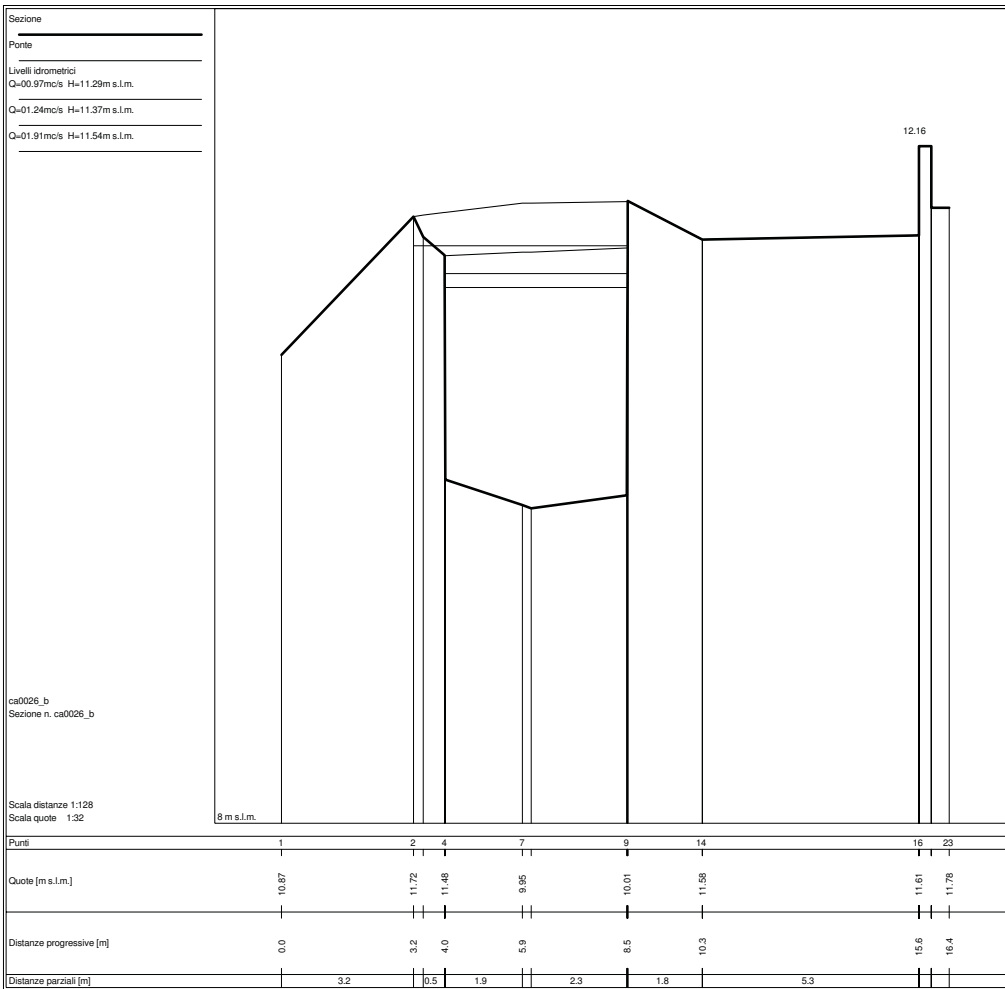 Sezione
Ponte
Livelli idrometrici
Q=00.97mc/s H=11.29m s.l.m.
Q=01.24mc/s H=11.37m s.l.m.
Q=01.91mc/s H=11.54m s.l.m.
12.16
ca0026_b
Sezione n. ca0026_b
Scala distanze 1:128
Scala quote 1:32
8 m s.l.m.
Punti 1 2 4 7 9 14 16 23
Quote [m s.l.m.] 10.87 11.72 11.48 9.95 10.01 11.58 11.61 11.78
Distanze progressive [m] 0.0 3.2 4.0 5.9 8.5 10.3 15.6 16.4
Distanze parziali [m] 3.2 0.5 1.9 2.3 1.8 5.3